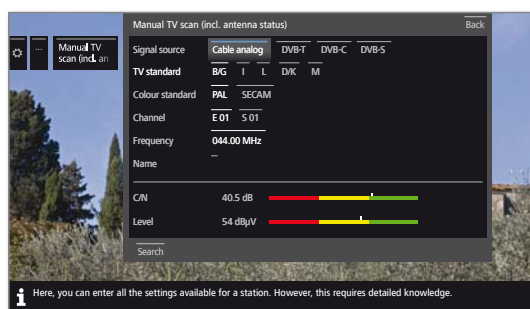 Manual TV scan (incl. antenna status)
Back
...
Manual TV
scan (incl. an
Signal source Cable analog DVB-T DVB-C DVB-S
TV standard B/G I L D/K M
Colour standard PAL SECAM
Channel E 01 S 01
Frequency 044.00 MHz
Name –
C/N 40.5 dB
Level 54 dBµV
Search
Here, you can enter all the settings available for a station. However, this requires detailed knowledge.